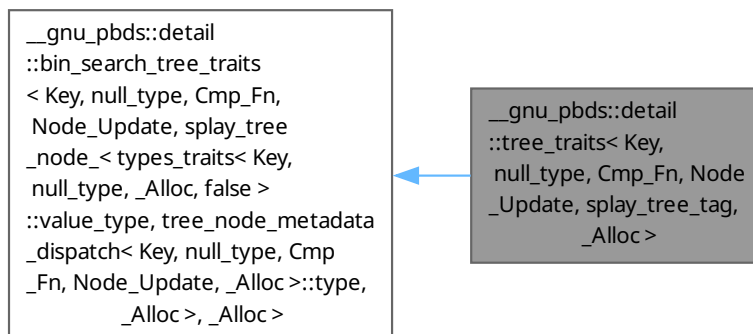 __gnu_pbds::detail
::bin_search_tree_traits
< Key, null_type, Cmp_Fn,
Node_Update, splay_tree
_node_< types_traits< Key,
null_type, _Alloc, false >
::value_type, tree_node_metadata
_dispatch< Key, null_type, Cmp
_Fn, Node_Update, _Alloc >::type,
_Alloc >, _Alloc >
__gnu_pbds::detail
::tree_traits< Key,
null_type, Cmp_Fn, Node
_Update, splay_tree_tag,
_Alloc >